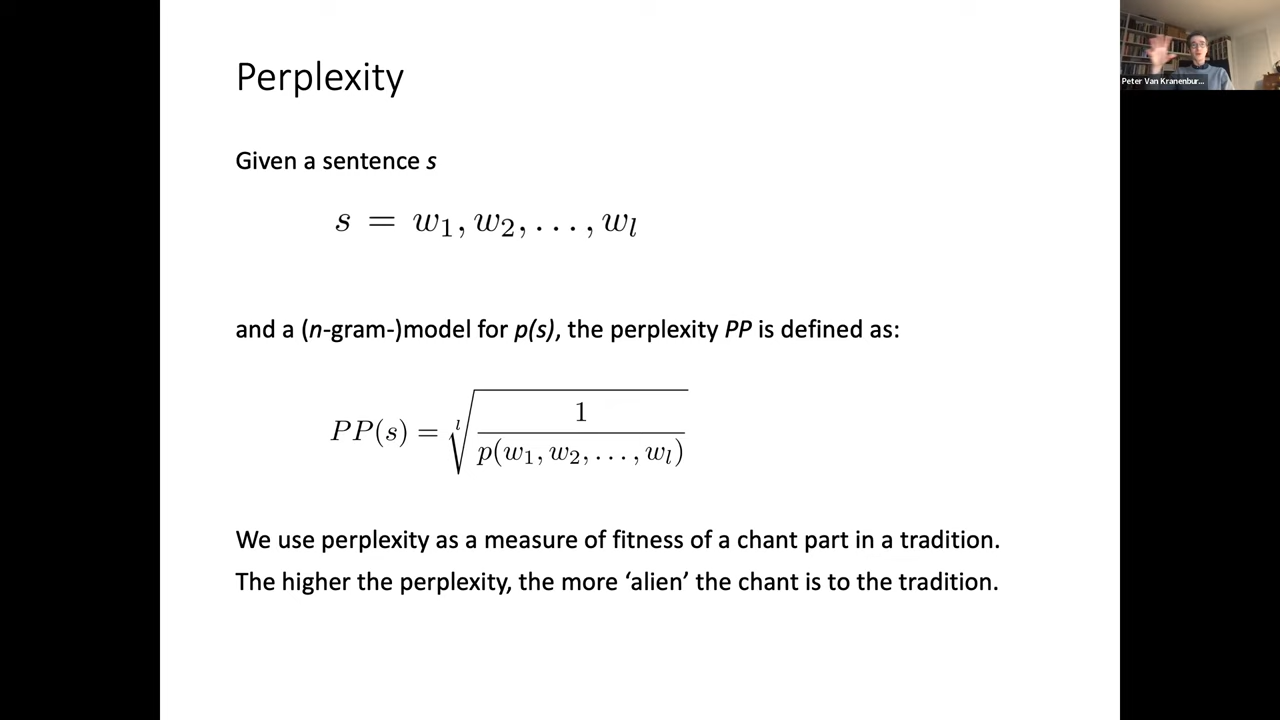 Perplexity
Peter Van Kranenbur...
Given a sentence s
s = w₁, w₂, . . . , wₗ
and a (n-gram-)model for p(s), the perplexity PP is defined as:
PP(s) = ˡ√(1 / p(w₁, w₂, . . . , wₗ))
We use perplexity as a measure of fitness of a chant part in a tradition.
The higher the perplexity, the more ‘alien’ the chant is to the tradition.